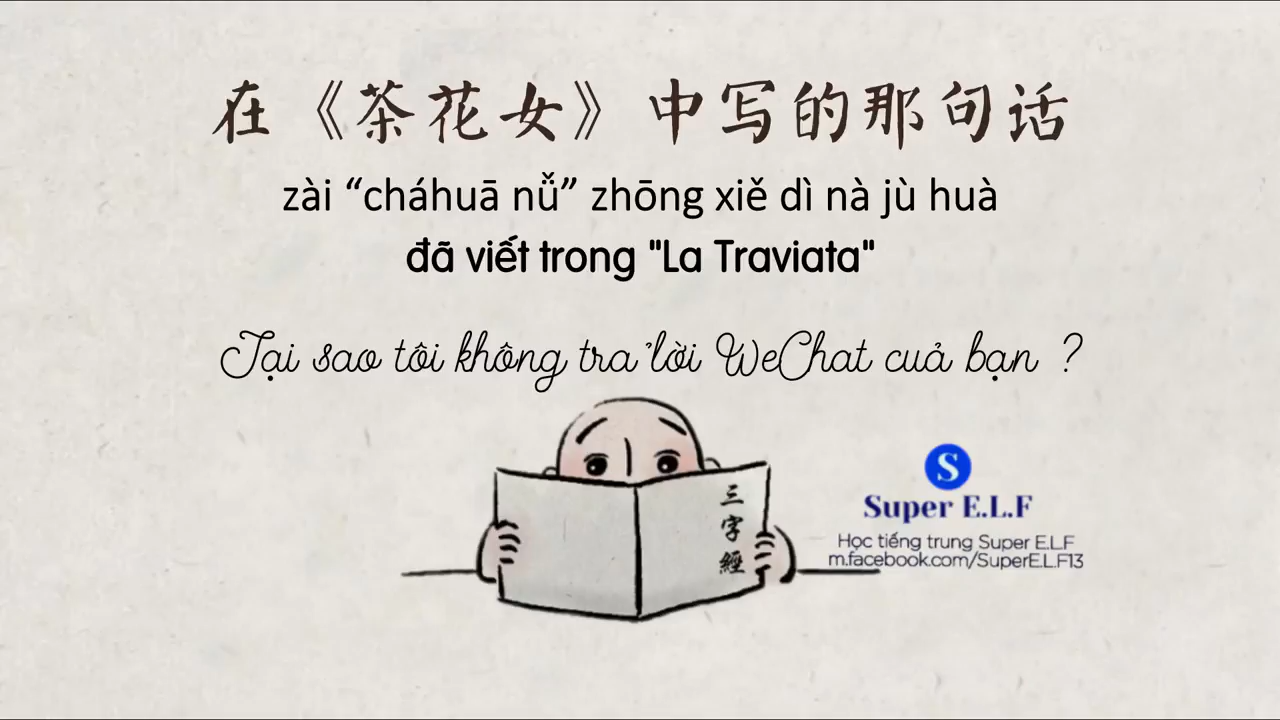 在《茶花女》中写的那句话
zài “cháhuā nǚ” zhōng xiě dì nà jù huà
đã viết trong "La Traviata"
Tại sao tôi không trả lời WeChat cuả bạn ?
三字經
S
Super E.L.F
Học tiếng trung Super E.L.F
m.facebook.com/SuperE.L.F13